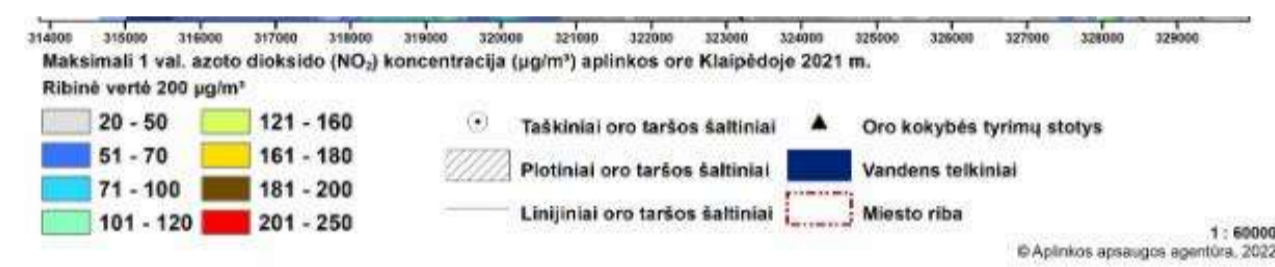 314000 315000 316000 317000 318000 319000 320000 321000 322000 323000 324000 325000 326000 327000 328000 329000
Maksimali 1 val. azoto dioksido (NO₂) koncentracija (µg/m³) aplinkos ore Klaipėdoje 2021 m.
Ribinė vertė 200 µg/m³
20 - 50
51 - 70
71 - 100
101 - 120
121 - 160
161 - 180
181 - 200
201 - 250
Taškiniai oro taršos šaltiniai
Plotiniai oro taršos šaltiniai
Linijiniai oro taršos šaltiniai
Oro kokybės tyrimų stotys
Vandens telkiniai
Miesto riba
1 : 60000
© Aplinkos apsaugos agentūra, 2022